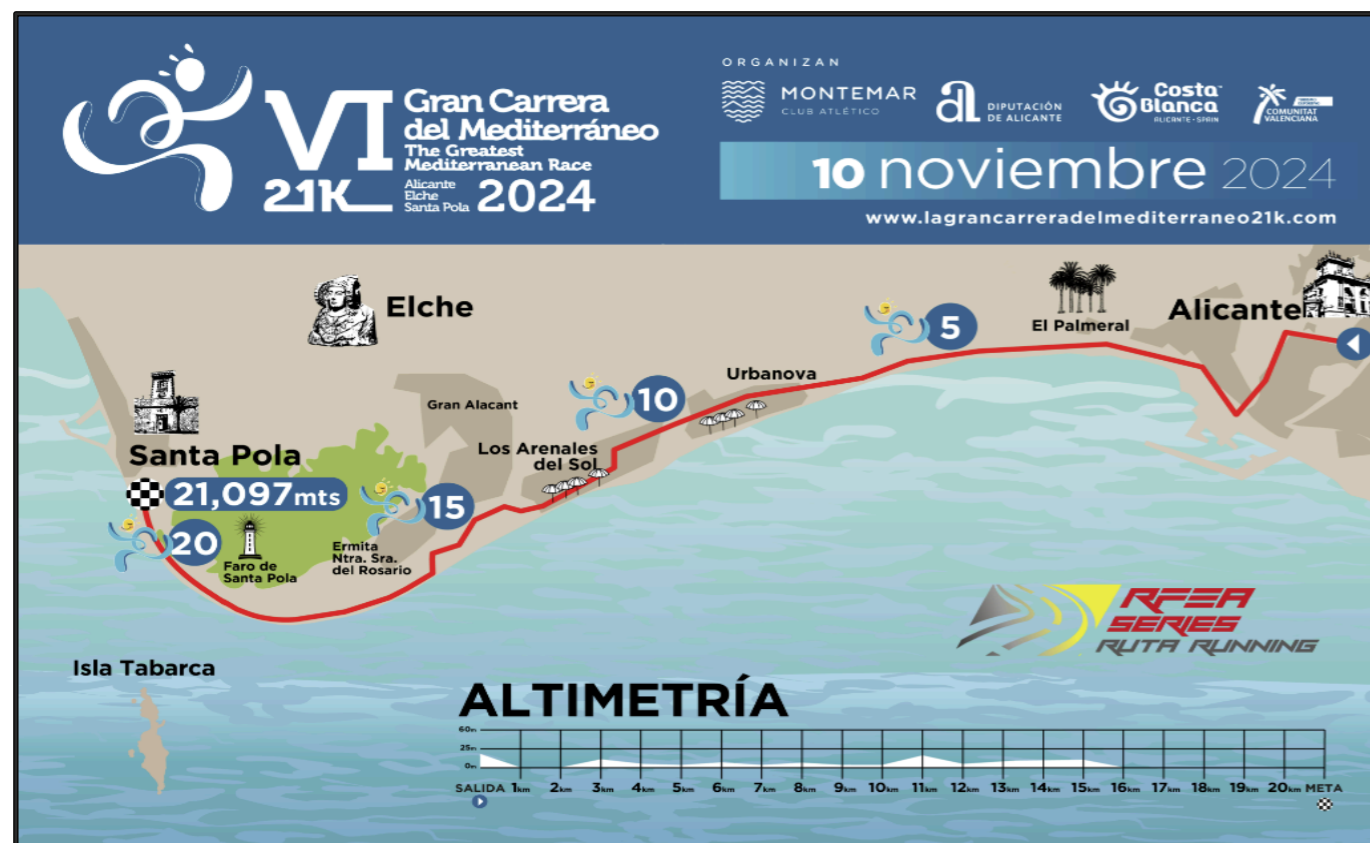 VI
21K
Gran Carrera
del Mediterráneo
The Greatest
Mediterranean Race
Alicante
Elche
Santa Pola
2024
ORGANIZAN
MONTEMAR
CLUB ATLÉTICO
DIPUTACIÓN
DE ALICANTE
Costa
Blanca
ALICANTE-SPAIN
COMUNITAT
VALENCIANA
10 noviembre 2024
www.lagrancarreradelmediterraneo21k.com
Elche
Alicante
El Palmeral
5
Urbanova
10
Gran Alacant
Los Arenales
del Sol
Santa Pola
21,097mts
15
20
Faro de
Santa Pola
Ermita
Ntra. Sra.
del Rosario
RFEA
SERIES
RUTA RUNNING
Isla Tabarca
ALTIMETRÍA
60m
25m
0m
SALIDA 1km 2km 3km 4km 5km 6km 7km 8km 9km 10km 11km 12km 13km 14km 15km 16km 17km 18km 19km 20km META